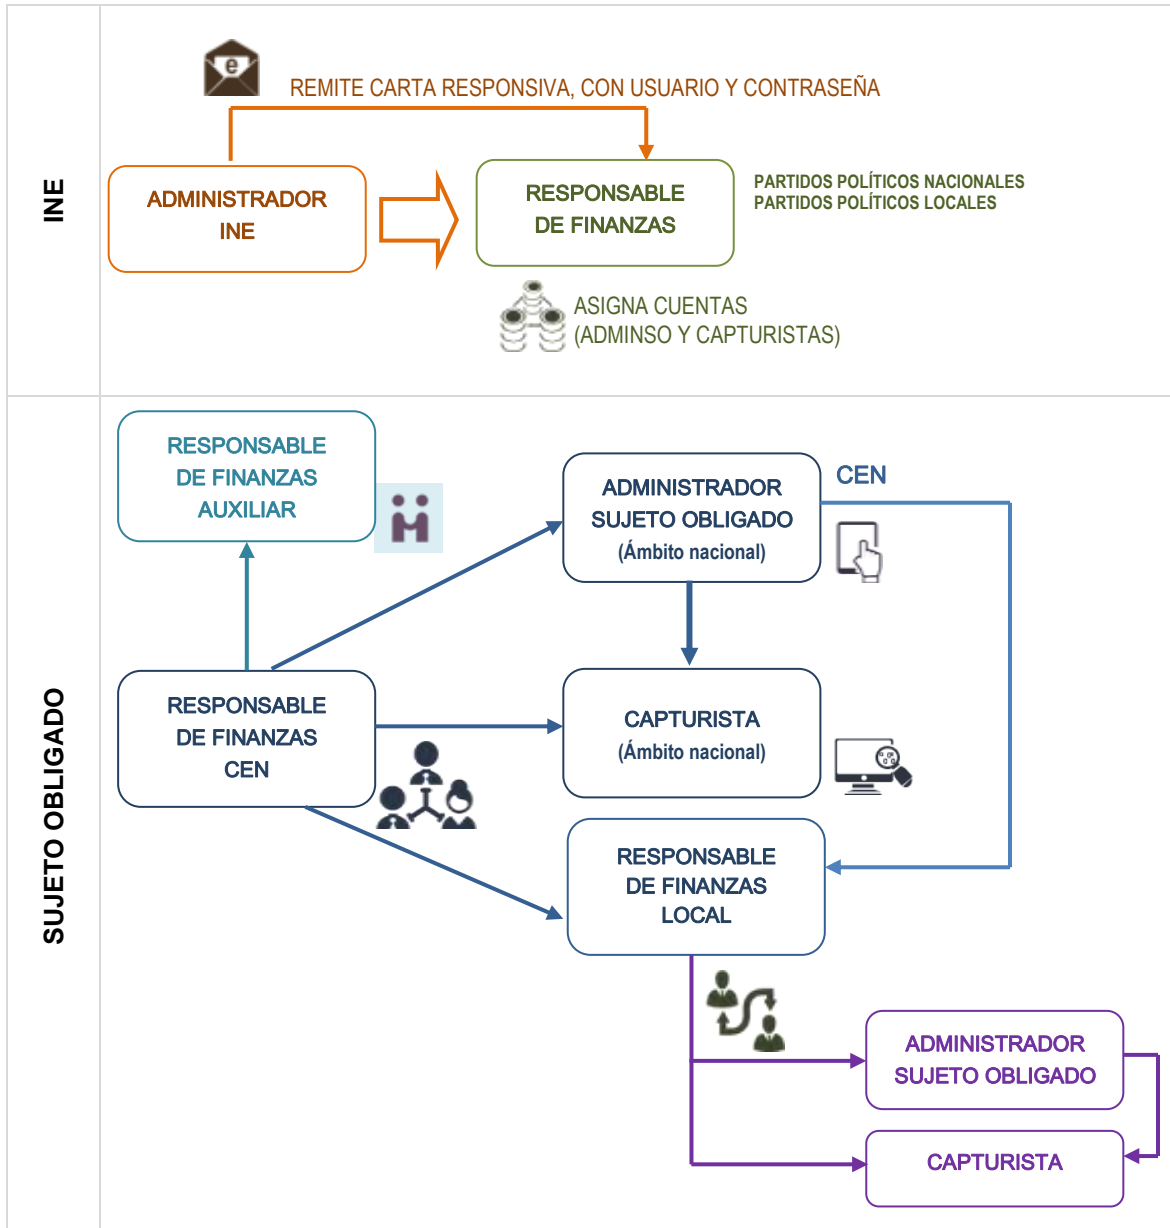 INE
e
REMITE CARTA RESPONSIVA, CON USUARIO Y CONTRASEÑA
ADMINISTRADOR
INE
RESPONSABLE
DE FINANZAS
PARTIDOS POLÍTICOS NACIONALES
PARTIDOS POLÍTICOS LOCALES
ASIGNA CUENTAS
(ADMINSO Y CAPTURISTAS)
SUJETO OBLIGADO
RESPONSABLE
DE FINANZAS
AUXILIAR
ADMINISTRADOR
SUJETO OBLIGADO
(Ámbito nacional)
CEN
RESPONSABLE
DE FINANZAS
CEN
CAPTURISTA
(Ámbito nacional)
RESPONSABLE
DE FINANZAS
LOCAL
ADMINISTRADOR
SUJETO OBLIGADO
CAPTURISTA